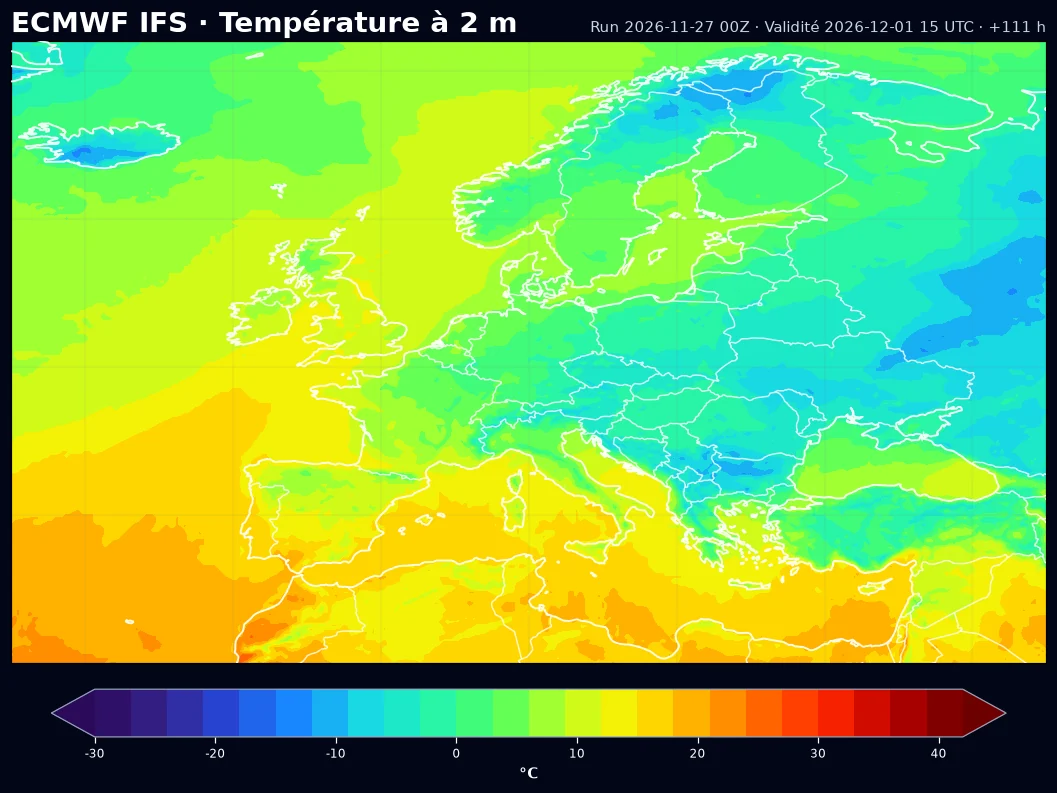 ECMWF IFS · Température à 2 m
Run 2026-11-27 00Z · Validité 2026-12-01 15 UTC · +111 h
-30 -20 -10 0 10 20 30 40
°C